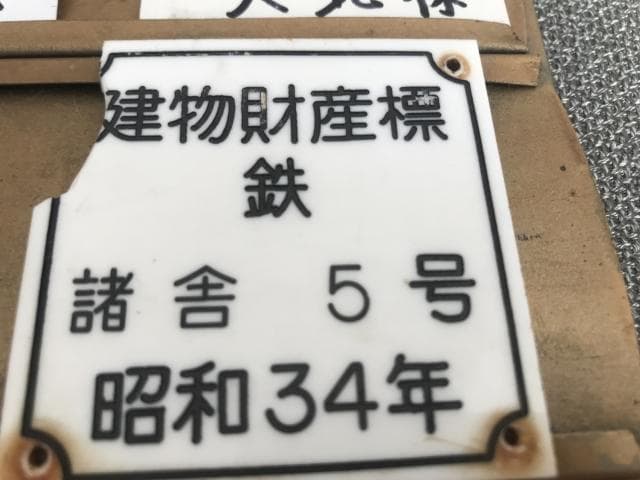 建物財産標
鉄
諸舎 5号
昭和34年